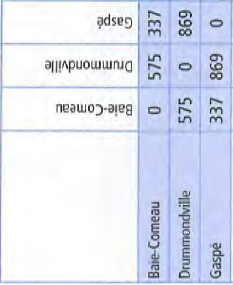 Baie-Comeau Drummondville Gaspé
Baie-Comeau 0 575 337
Drummondville 575 0 869
Gaspé 337 869 0